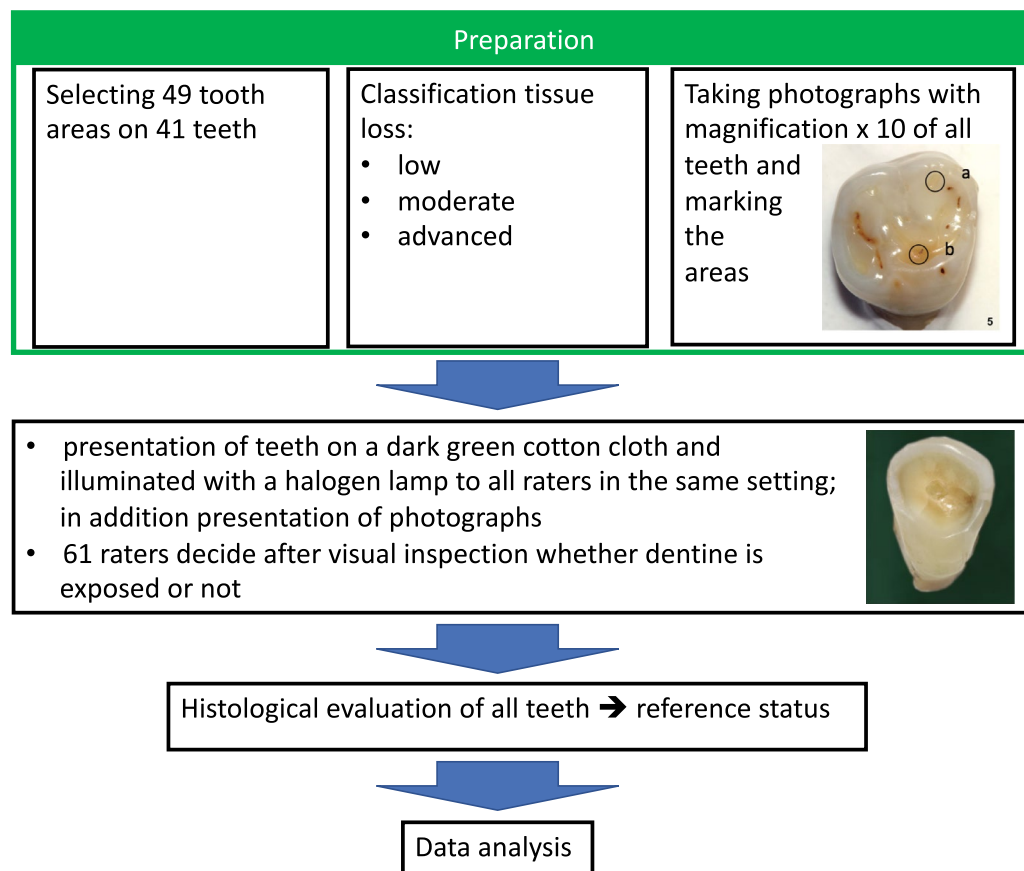 Preparation
Selecting 49 tooth
areas on 41 teeth
Classification tissue
loss:
• low
• moderate
• advanced
Taking photographs with
magnification x 10 of all
teeth and
marking
the
areas
a
b
5
• presentation of teeth on a dark green cotton cloth and
illuminated with a halogen lamp to all raters in the same setting;
in addition presentation of photographs
• 61 raters decide after visual inspection whether dentine is
exposed or not
Histological evaluation of all teeth ➔ reference status
Data analysis